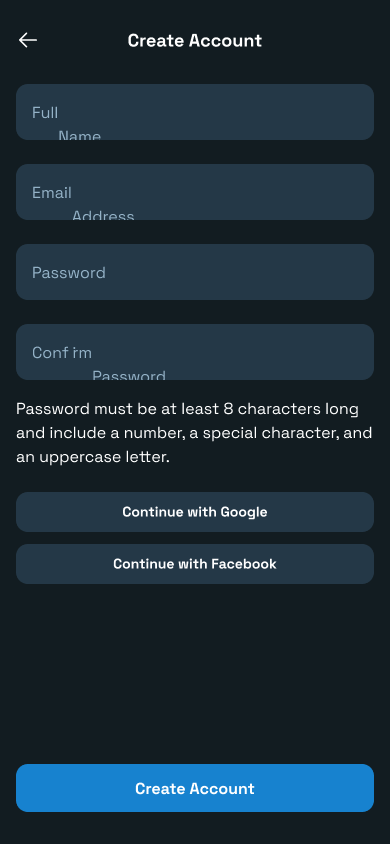 Create Account
Full
Name
Email
Address
Password
Confirm
Password
Password must be at least 8 characters long
and include a number, a special character, and
an uppercase letter.
Continue with Google
Continue with Facebook
Create Account